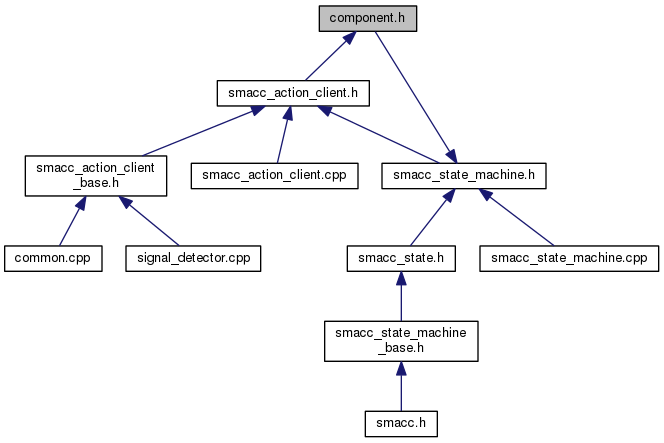 component.h
smacc_action_client.h
smacc_action_client
_base.h
smacc_action_client.cpp
smacc_state_machine.h
common.cpp
signal_detector.cpp
smacc_state.h
smacc_state_machine.cpp
smacc_state_machine
_base.h
smacc.h